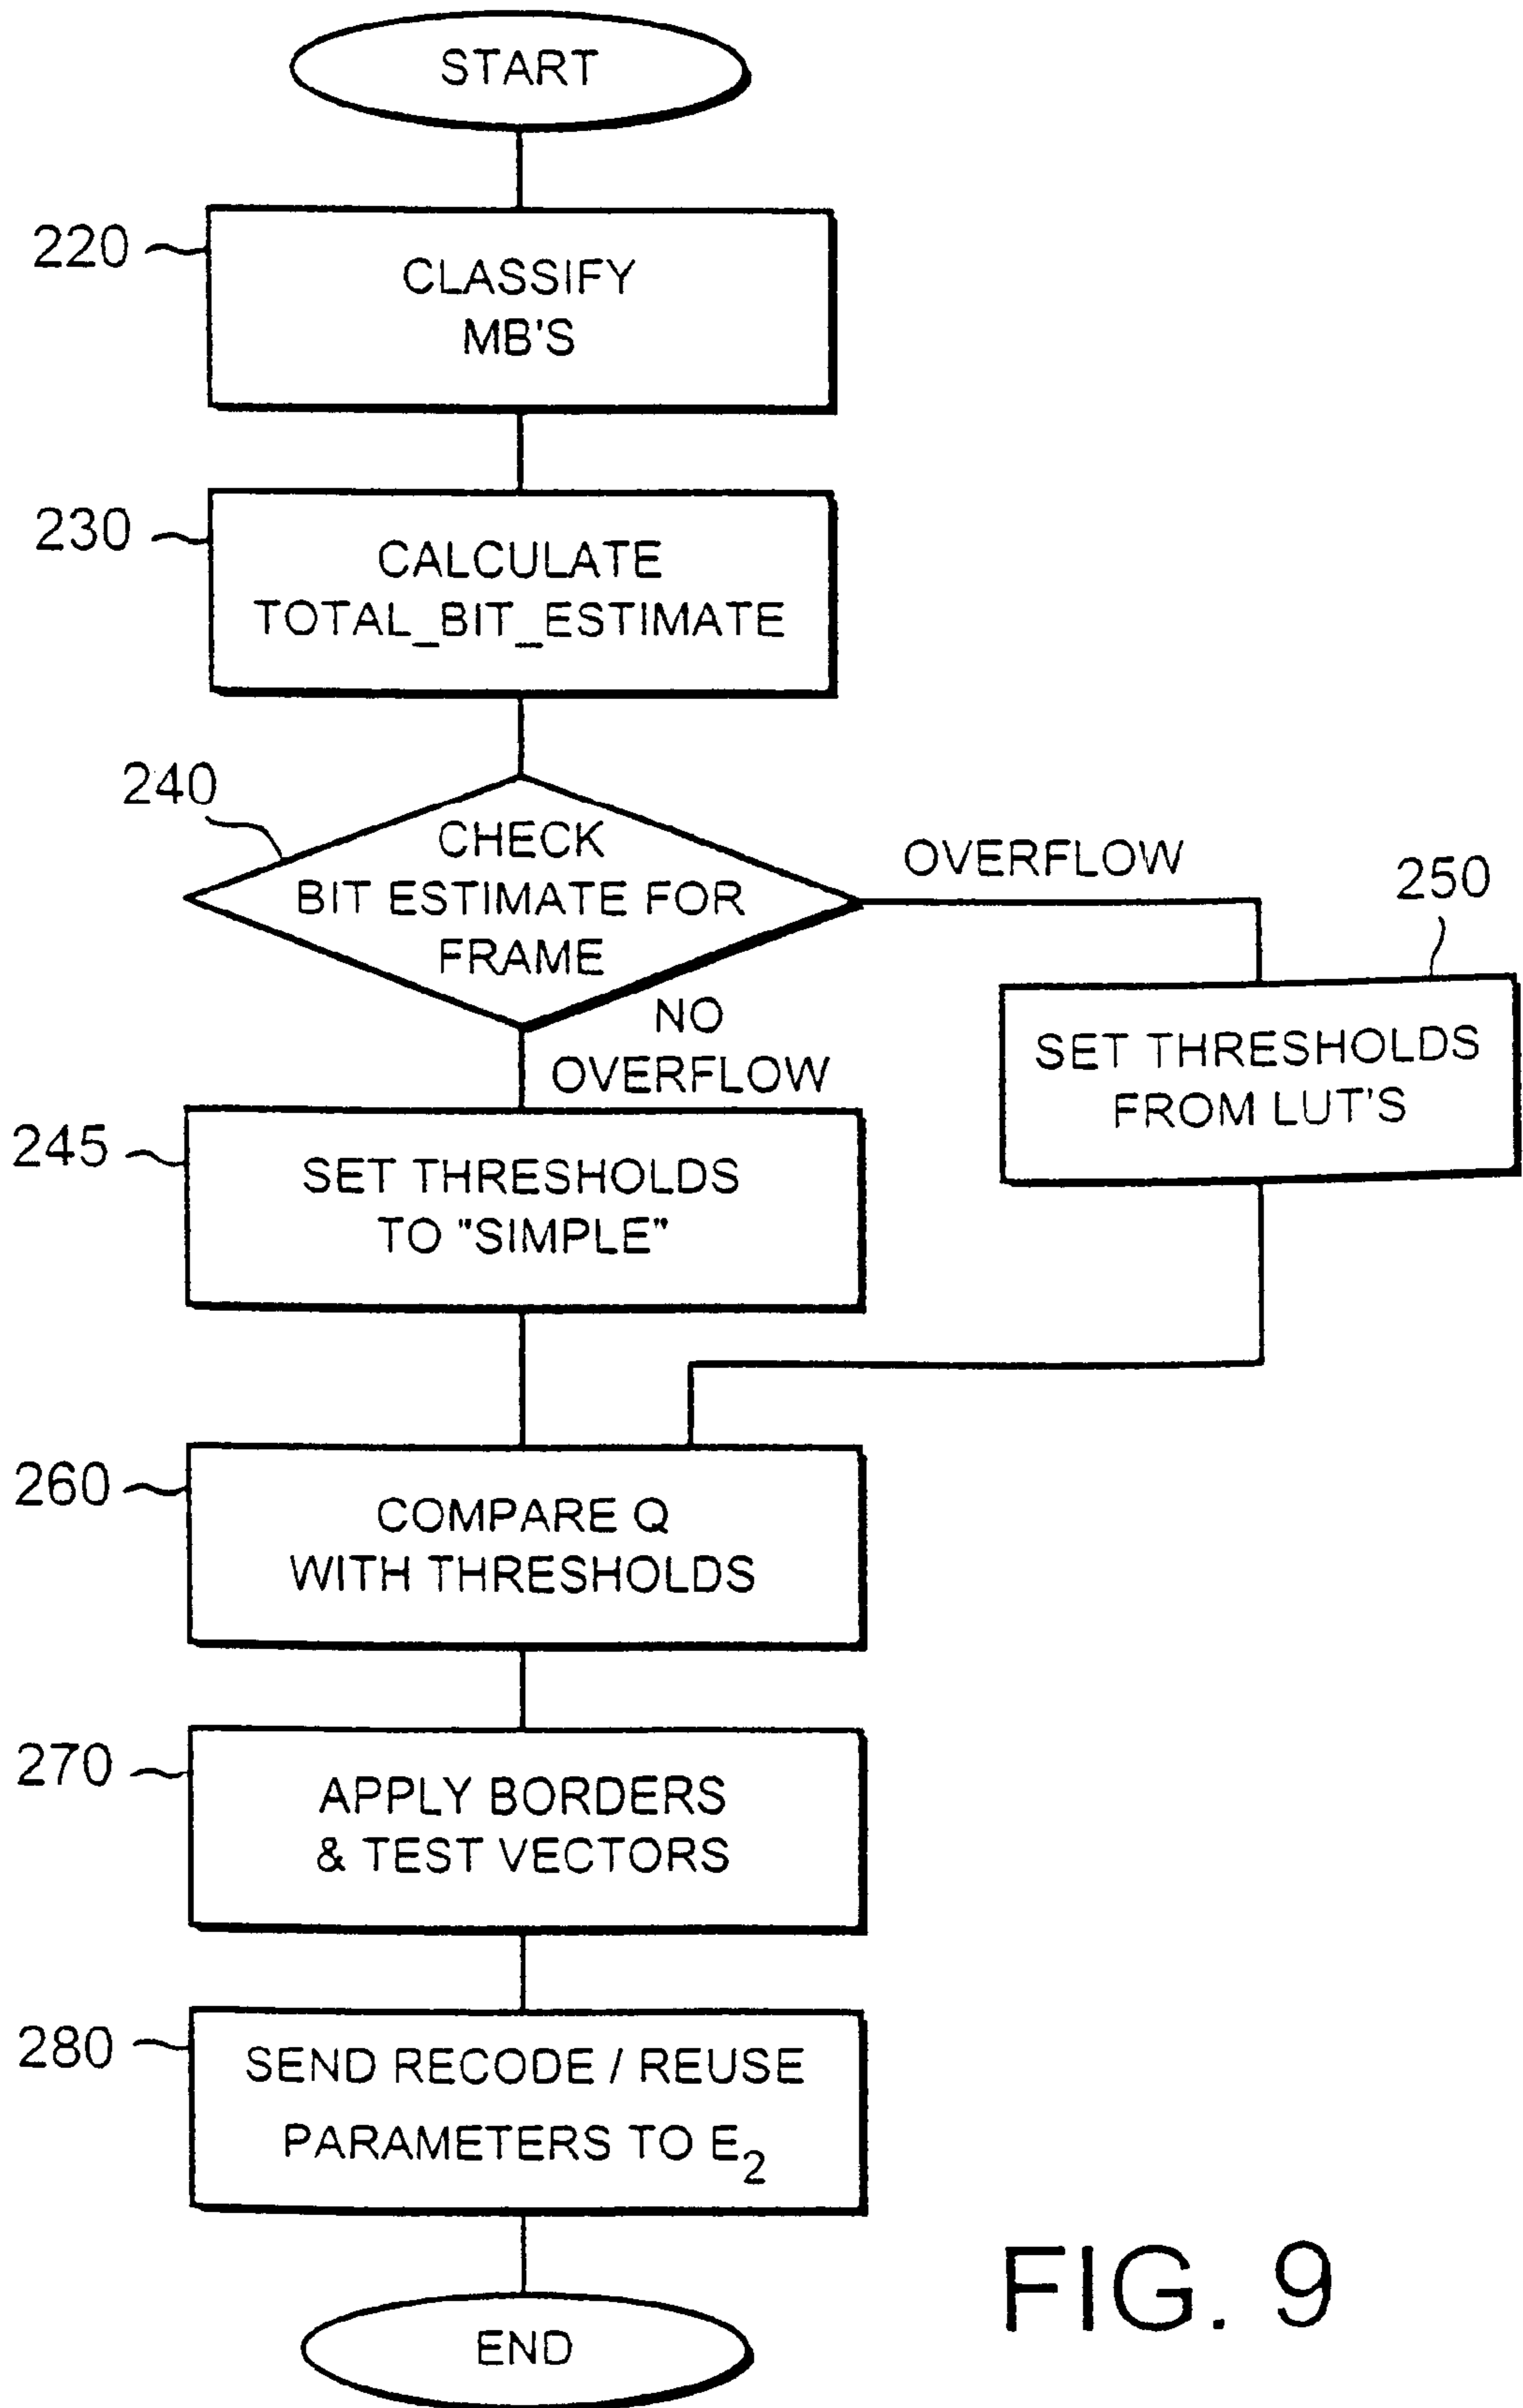 START
220
CLASSIFY
MB'S
230
CALCULATE
TOTAL_BIT_ESTIMATE
240
CHECK
BIT ESTIMATE FOR
FRAME
OVERFLOW
250
NO
OVERFLOW
SET THRESHOLDS
FROM LUT'S
245
SET THRESHOLDS
TO "SIMPLE"
260
COMPARE Q
WITH THRESHOLDS
270
APPLY BORDERS
& TEST VECTORS
280
SEND RECODE / REUSE
PARAMETERS TO E2
END
FIG. 9